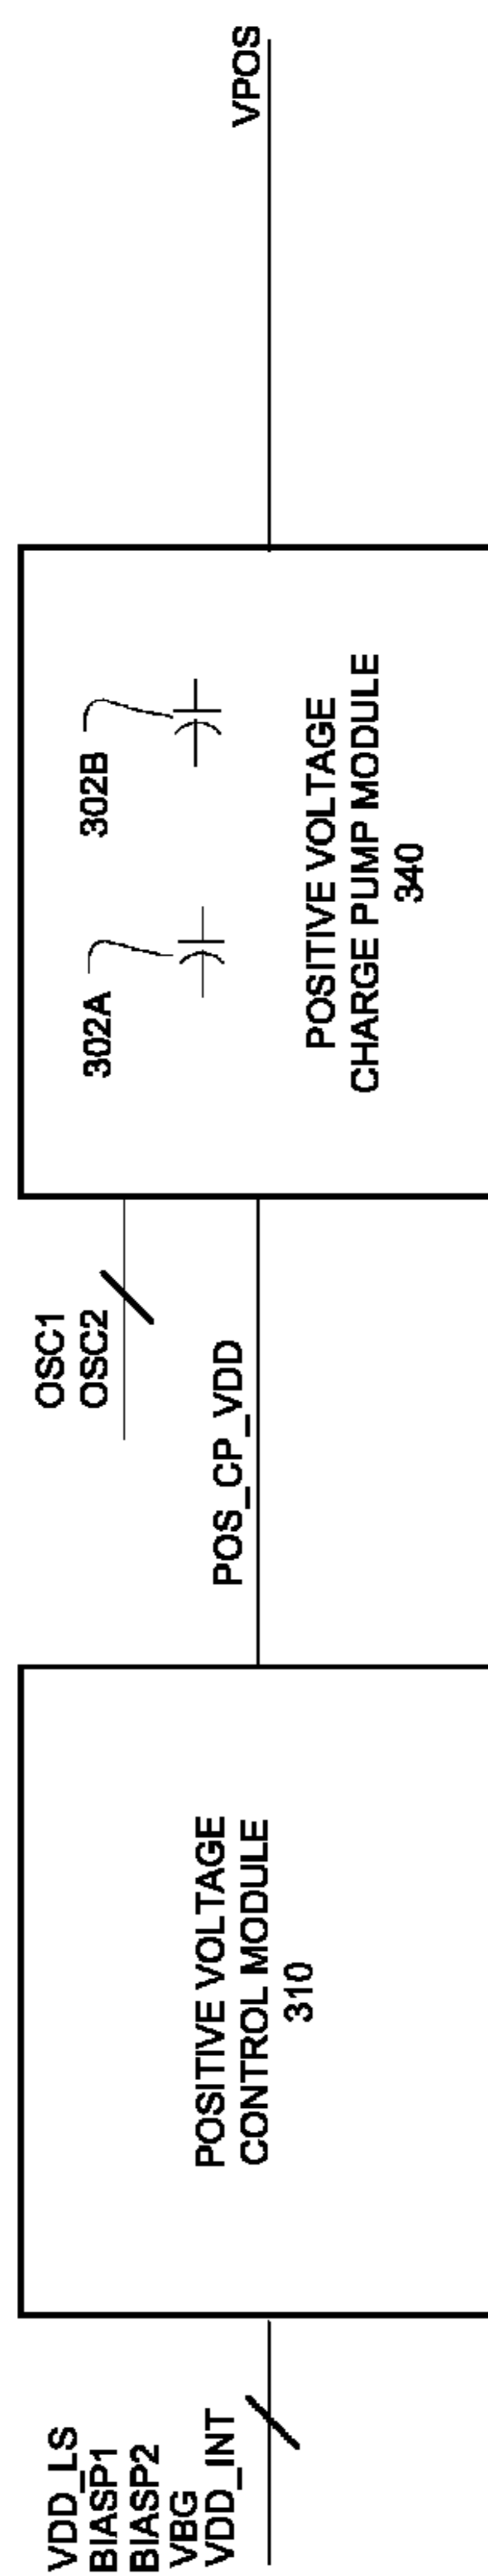 VDD_LS
BIASP1
BIASP2
VBG
VDD_INT
POSITIVE VOLTAGE
CONTROL MODULE
310
POS_CP_VDD
OSC1
OSC2
302A
302B
POSITIVE VOLTAGE
CHARGE PUMP MODULE
340
VPOS